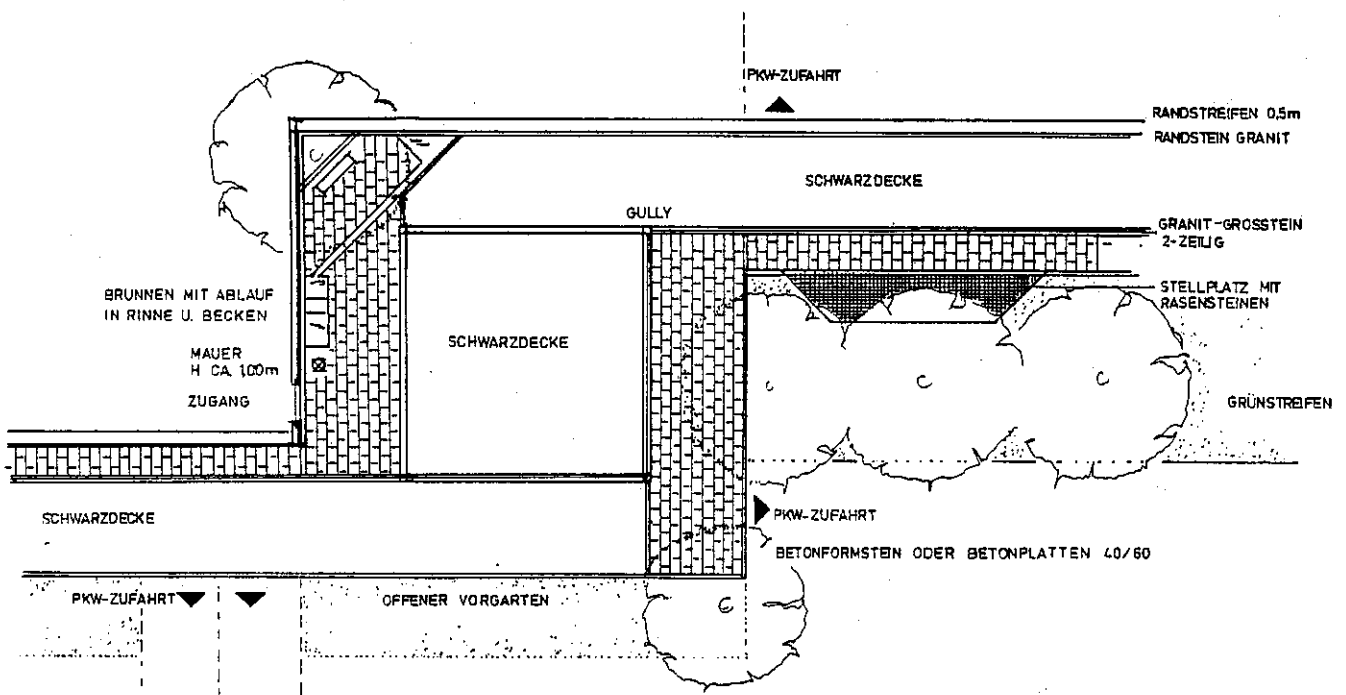 PKW-ZUFAHRT
RANDSTREIFEN 0,5m
RANDSTEIN GRANIT
SCHWARZDECKE
GULLY
GRANIT-GROSSTEIN
2-ZEILIG
STELLPLATZ MIT
RASENSTEINEN
BRUNNEN MIT ABLAUF
IN RINNE U. BECKEN
SCHWARZDECKE
MAUER
H CA. 1,00m
ZUGANG
GRÜNSTREIFEN
SCHWARZDECKE
PKW-ZUFAHRT
BETONFORMSTEIN ODER BETONPLATTEN 40/60
PKW-ZUFAHRT
OFFENER VORGARTEN